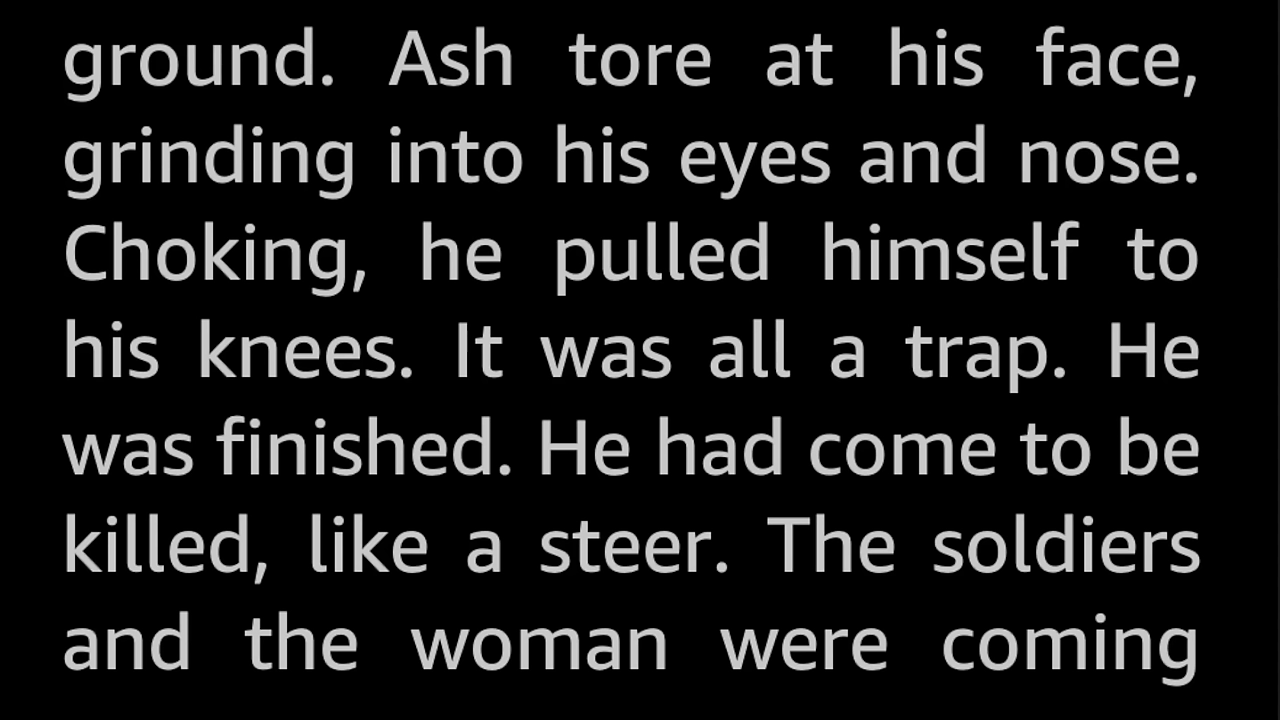 ground. Ash tore at his face,
grinding into his eyes and nose.
Choking, he pulled himself to
his knees. It was all a trap. He
was finished. He had come to be
killed, like a steer. The soldiers
and the woman were coming